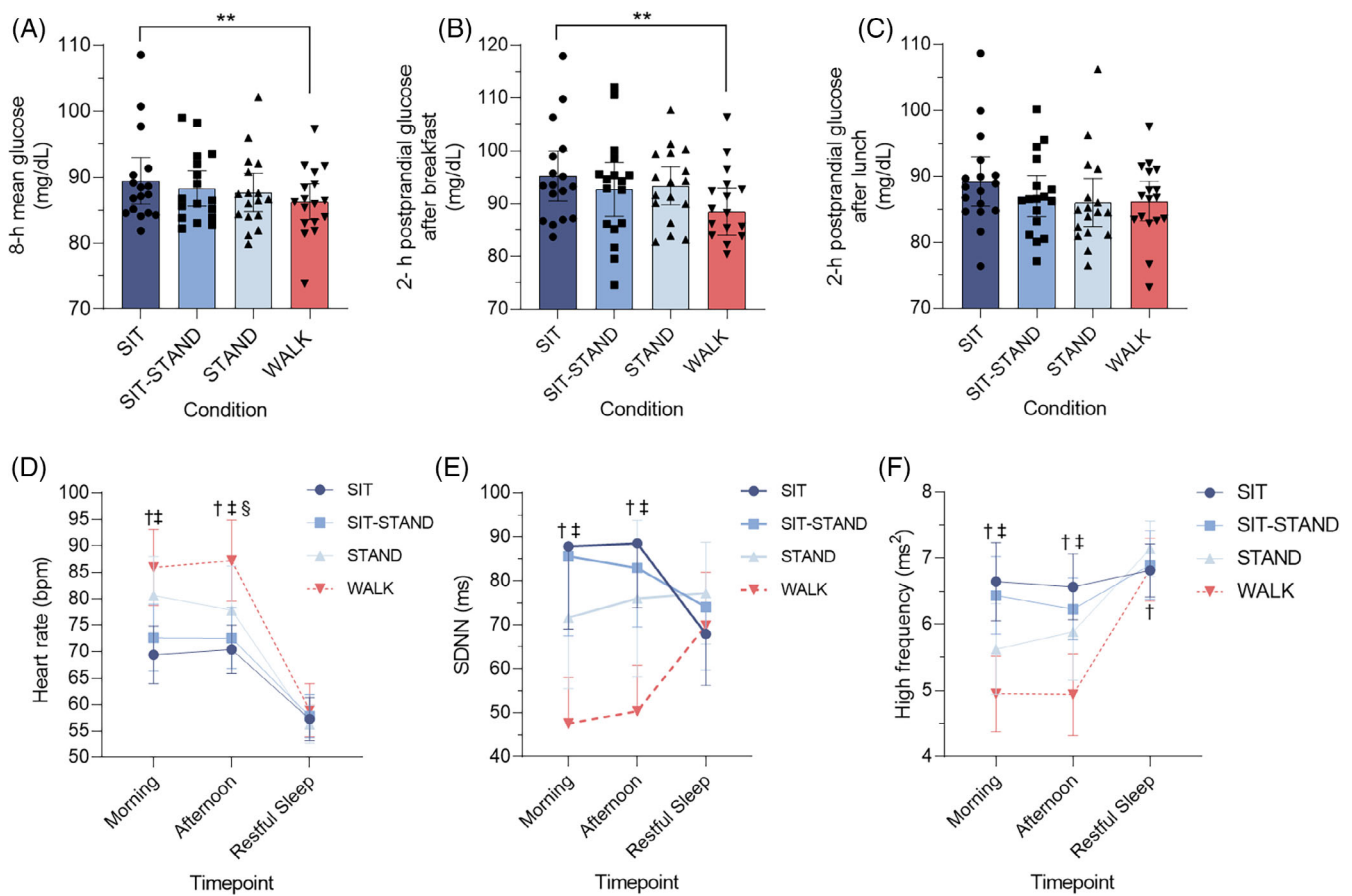 (A)
**
8-h mean glucose
(mg/dL)
110
100
90
80
70
SIT
SIT-STAND
STAND
WALK
Condition
(B)
**
2- h postprandial glucose
after breakfast
(mg/dL)
120
110
100
90
80
70
SIT
SIT-STAND
STAND
WALK
Condition
(C)
2-h postprandial glucose
after lunch
(mg/dL)
110
100
90
80
70
SIT
SIT-STAND
STAND
WALK
Condition
(D)
Heart rate (bpm)
100
95
90
85
80
75
70
65
60
55
50
†‡
† ‡ §
SIT
SIT-STAND
STAND
WALK
Morning
Afternoon
Restful Sleep
Timepoint
(E)
SDNN (ms)
100
90
80
70
60
50
40
† ‡
† ‡
SIT
SIT-STAND
STAND
WALK
Morning
Afternoon
Restful Sleep
Timepoint
(F)
High frequency (ms²)
8
7
6
5
4
† ‡
† ‡
†
SIT
SIT-STAND
STAND
WALK
Morning
Afternoon
Restful Sleep
Timepoint